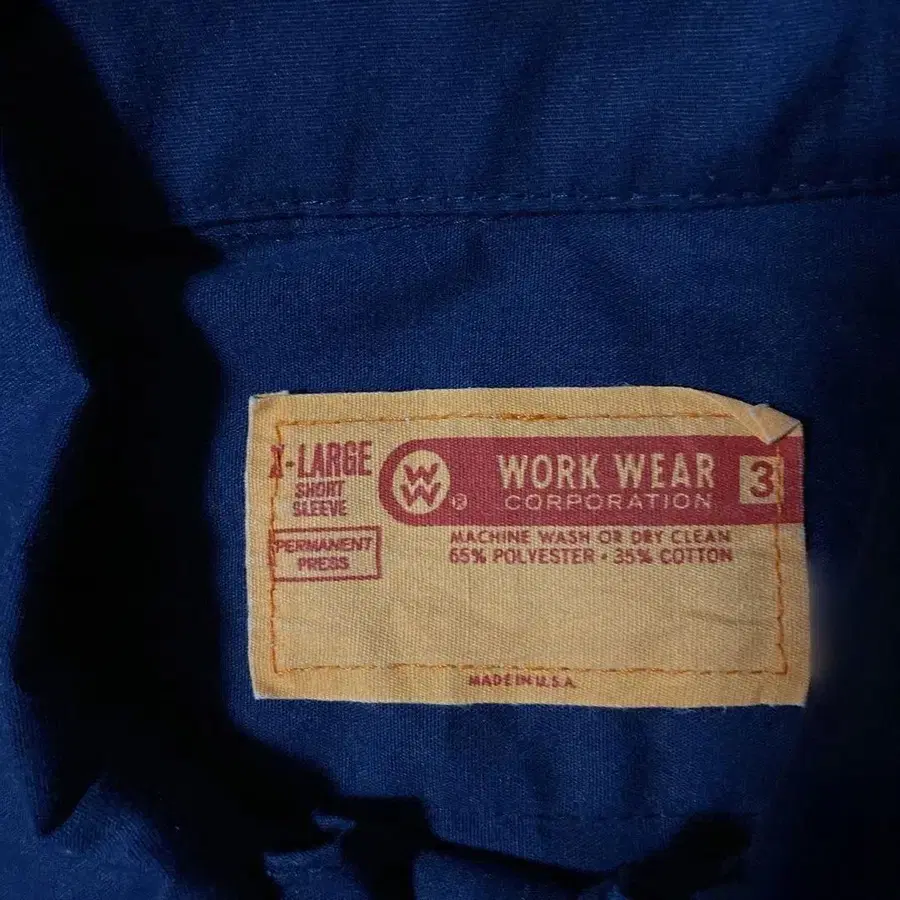 X-LARGE
SHORT
SLEEVE
PERMANENT
PRESS
WW®
WORK WEAR
CORPORATION
3
MACHINE WASH OR DRY CLEAN
65% POLYESTER • 35% COTTON
MADE IN U.S.A.